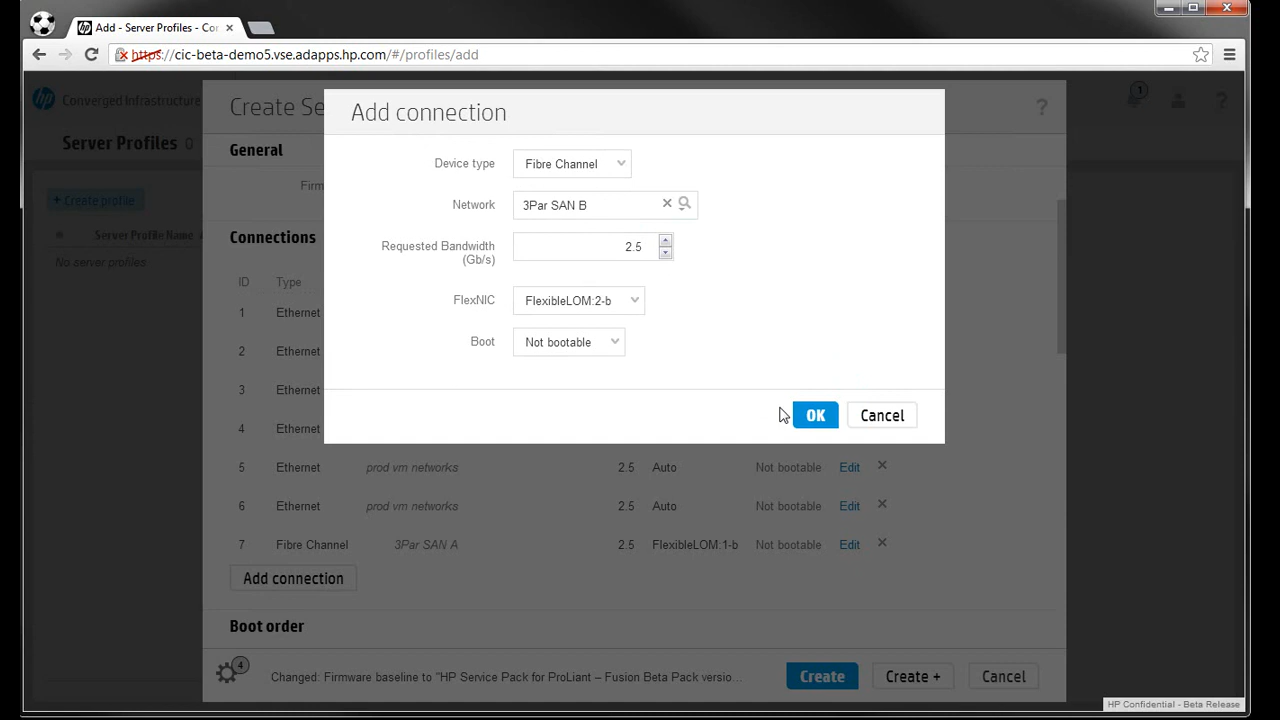 Add - Server Profiles - Cor
https://cic-beta-demo5.vse.adapps.hp.com/#/profiles/add
hp Converged Infrastructure
Create Se
?
1
?
Server Profiles 0
+ Create profile
Server Profile Name
No server profiles
General
Firm
Connections
ID Type
1 Ethernet
2 Ethernet
3 Ethernet
4 Ethernet
5 Ethernet prod vm networks 2.5 Auto Not bootable Edit
6 Ethernet prod vm networks 2.5 Auto Not bootable Edit
7 Fibre Channel 3Par SAN A 2.5 FlexibleLOM:1-b Not bootable Edit
Add connection
Boot order
4
Changed: Firmware baseline to "HP Service Pack for ProLiant – Fusion Beta Pack versio...
Create
Create +
Cancel
Add connection
Device type Fibre Channel
Network 3Par SAN B
Requested Bandwidth 2.5
(Gb/s)
FlexNIC FlexibleLOM:2-b
Boot Not bootable
OK
Cancel
HP Confidential - Beta Release